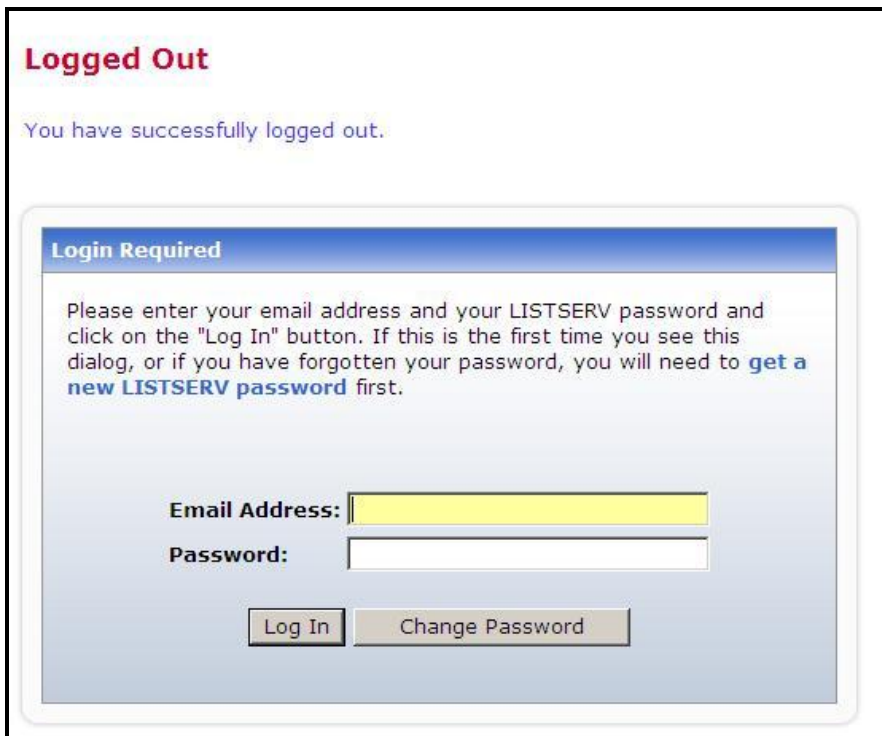 Logged Out
You have successfully logged out.
Login Required
Please enter your email address and your LISTSERV password and
click on the "Log In" button. If this is the first time you see this
dialog, or if you have forgotten your password, you will need to get a
new LISTSERV password first.
Email Address:
Password:
Log In Change Password